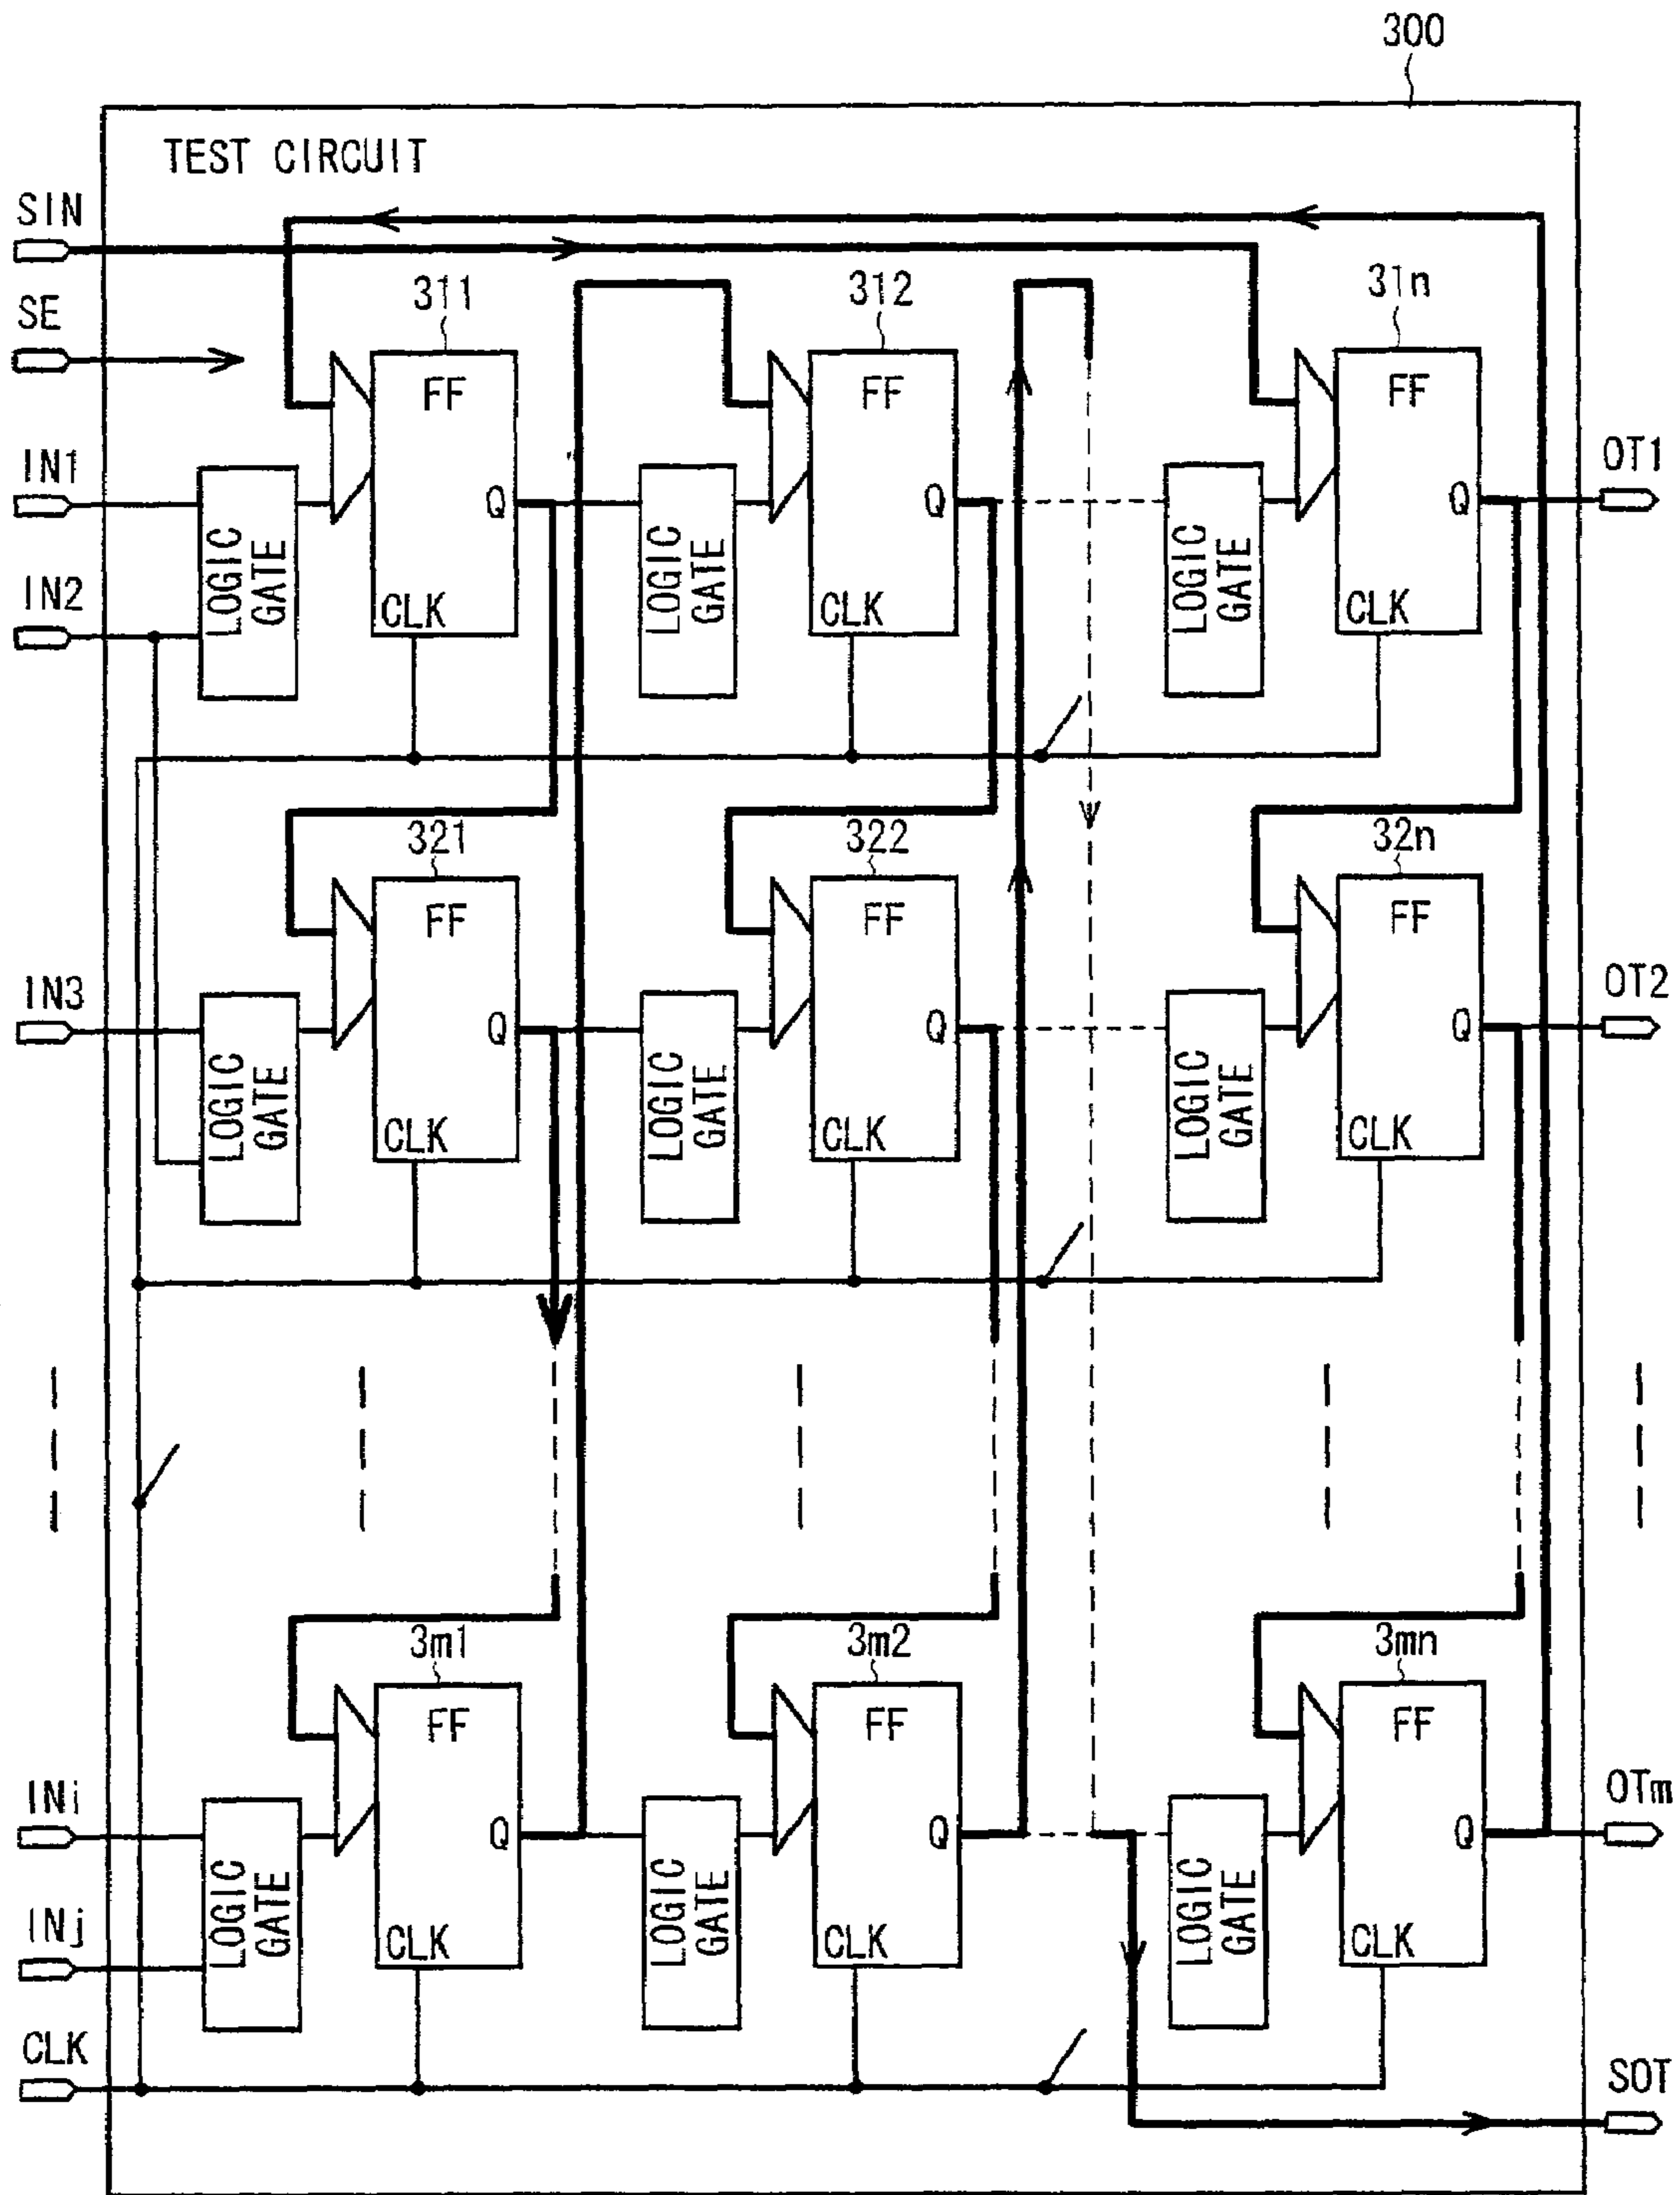 300
TEST CIRCUIT
SIN
SE
311
312
31n
FF
FF
FF
IN1
Q
Q
Q
OT1
LOGIC GATE
LOGIC GATE
LOGIC GATE
IN2
CLK
CLK
CLK
321
322
32n
FF
FF
FF
IN3
Q
Q
Q
OT2
LOGIC GATE
LOGIC GATE
LOGIC GATE
CLK
CLK
CLK
3m1
3m2
3mn
FF
FF
FF
INi
Q
Q
Q
OTm
LOGIC GATE
LOGIC GATE
LOGIC GATE
INj
CLK
CLK
CLK
CLK
SOT